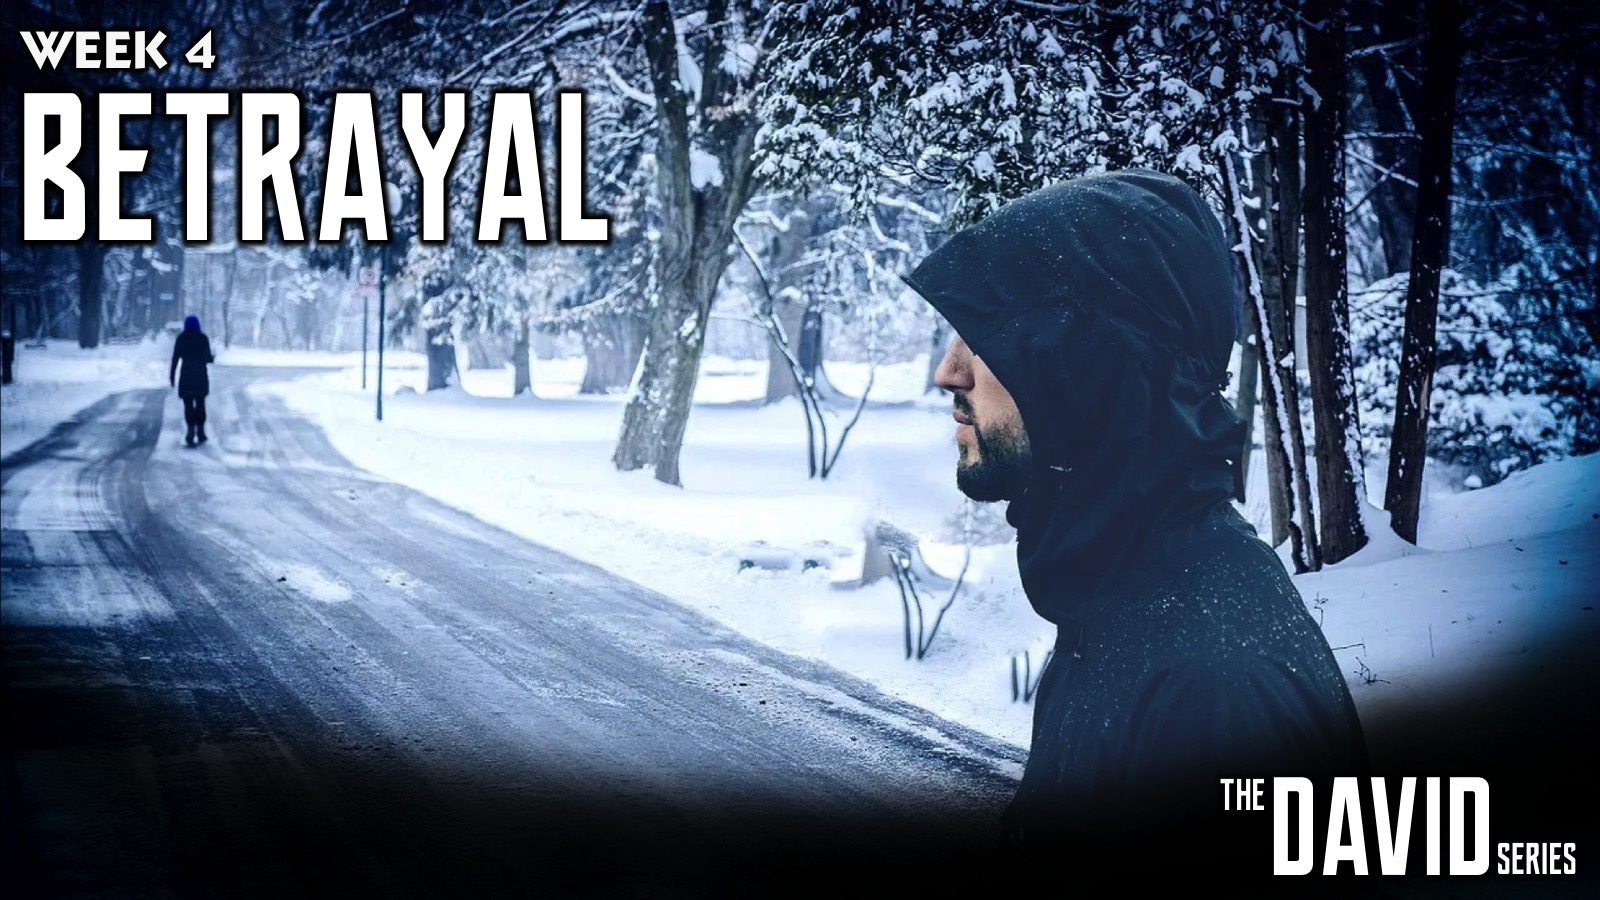 WEEK 4
BETRAYAL
THE DAVID SERIES